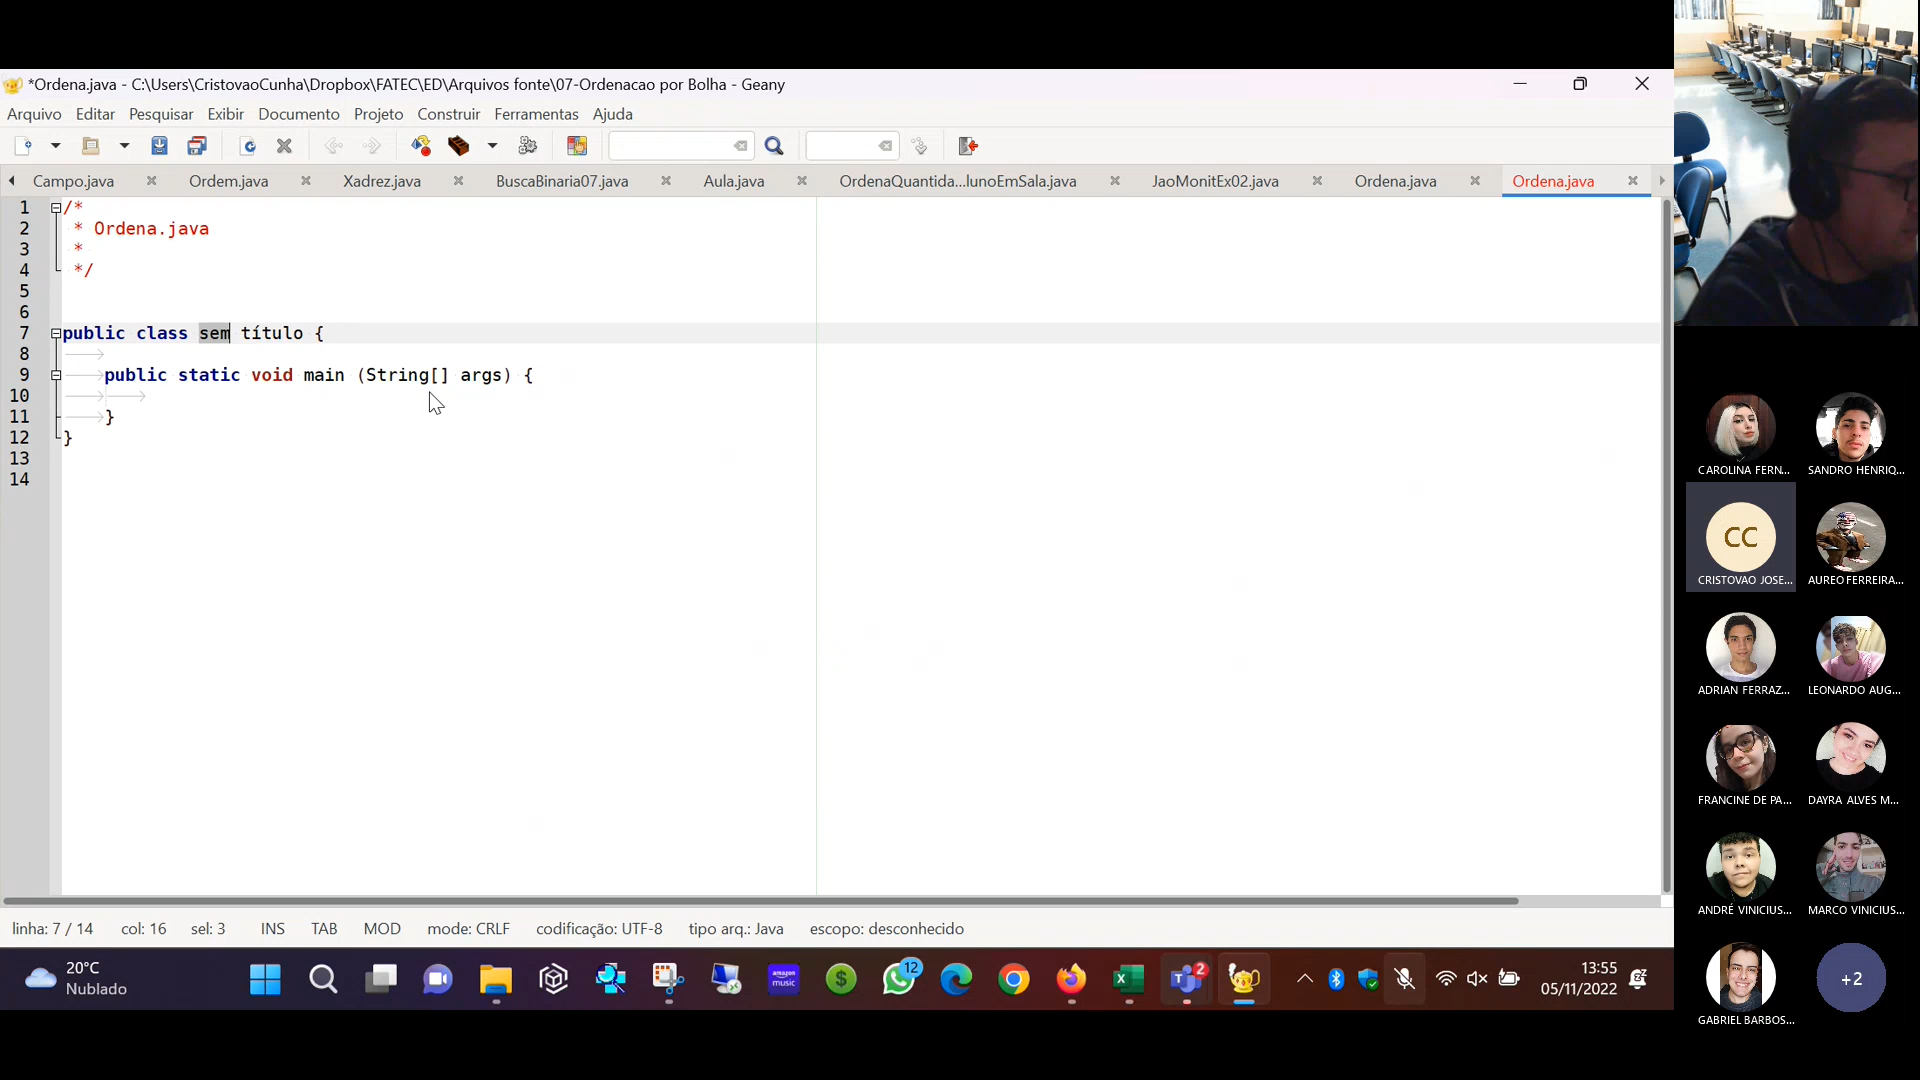 *Ordena.java - C:\Users\CristovaoCunha\Dropbox\FATEC\ED\Arquivos fonte\07-Ordenacao por Bolha - Geany
Arquivo Editar Pesquisar Exibir Documento Projeto Construir Ferramentas Ajuda
Campo.java Ordem.java Xadrez.java BuscaBinaria07.java Aula.java OrdenaQuantida...lunoEmSala.java JaoMonitEx02.java Ordena.java Ordena.java
1 /*
2 * Ordena.java
3 *
4 */
5
6
7 public class sem título {
8
9 public static void main (String[] args) {
10
11 }
12 }
13
14
linha: 7 / 14 col: 16 sel: 3 INS TAB MOD mode: CRLF codificação: UTF-8 tipo arq.: Java escopo: desconhecido
20°C
Nublado
amazon
music
$
12
2
13:55
05/11/2022
CAROLINA FERN... SANDRO HENRIQ...
CC
CRISTOVAO JOSE... AUREO FERREIRA...
ADRIAN FERRAZ... LEONARDO AUG...
FRANCINE DE PA... DAYRA ALVES M...
ANDRÉ VINICIUS... MARCO VINICIUS...
+2
GABRIEL BARBOS...